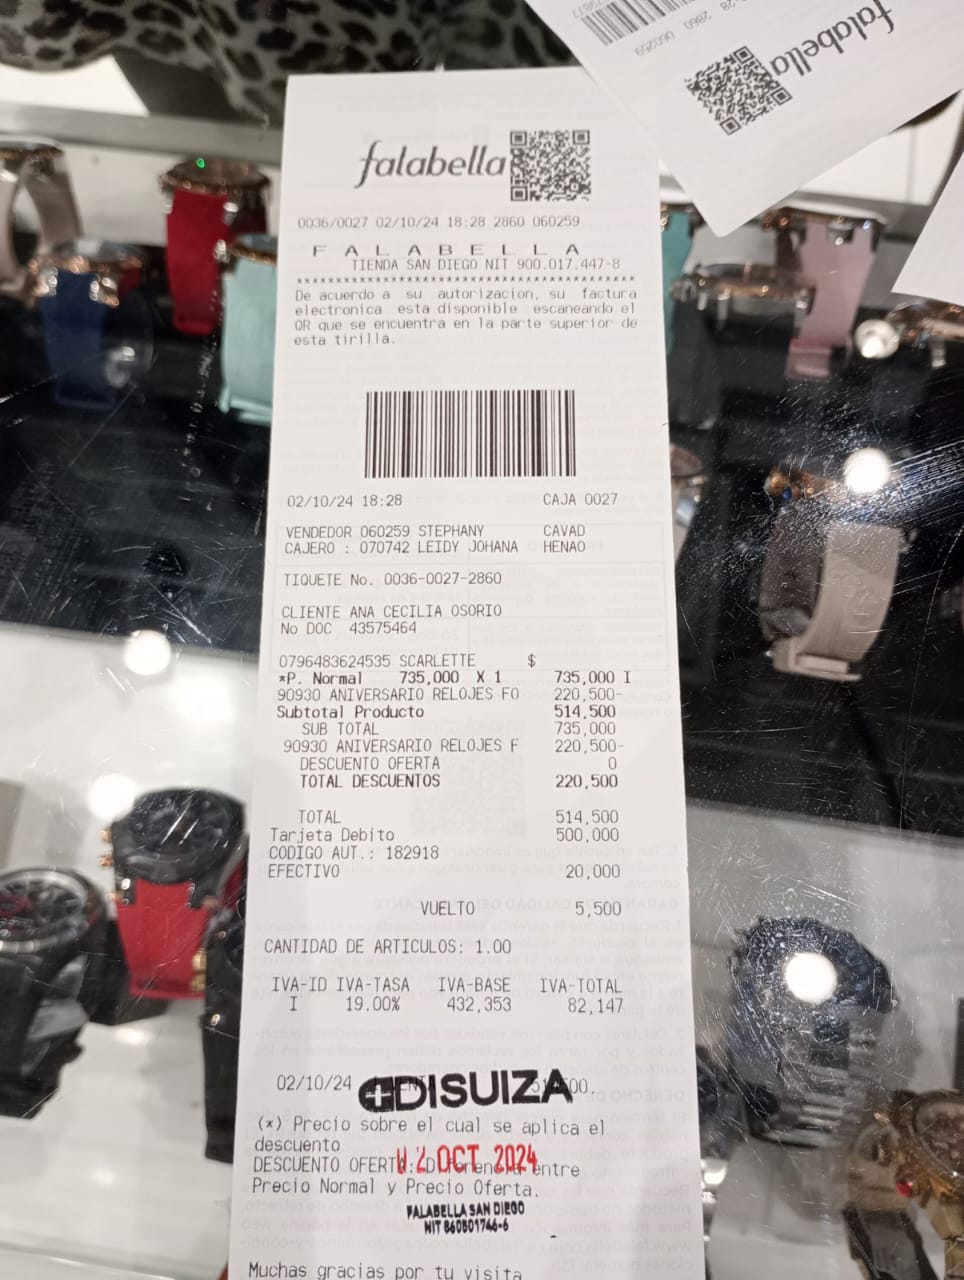 falabella
0036/0027 02/10/24 18:28 2860 060259
F A L A B E L L A
TIENDA SAN DIEGO NIT 900.017.447-8
De acuerdo a su autorizacion, su factura
electronica esta disponible escaneando el
QR que se encuentra en la parte superior de
esta tirilla.
02/10/24 18:28 CAJA 0027
VENDEDOR 060259 STEPHANY CAVAD
CAJERO : 070742 LEIDY JOHANA HENAO
TIQUETE No. 0036-0027-2860
CLIENTE ANA CECILIA OSORIO
No DOC 43575464
0796483624535 SCARLETTE $
*P. Normal 735,000 X 1 735,000 I
90930 ANIVERSARIO RELOJES FO 220,500-
Subtotal Producto 514,500
SUB TOTAL 735,000
90930 ANIVERSARIO RELOJES F 220,500-
DESCUENTO OFERTA 0
TOTAL DESCUENTOS 220,500
TOTAL 514,500
Tarjeta Debito 500,000
CODIGO AUT.: 182918
EFECTIVO 20,000
VUELTO 5,500
CANTIDAD DE ARTICULOS: 1.00
IVA-ID IVA-TASA IVA-BASE IVA-TOTAL
I 19.00% 432,353 82,147
02/10/24
DISUIZA
(*) Precio sobre el cual se aplica el
descuento
DESCUENTO OFERTA: entre
02 OCT 2024
Precio Normal y Precio Oferta.
FALABELLA SAN DIEGO
NIT 860501746-6
Muchas gracias por tu visita
falabella